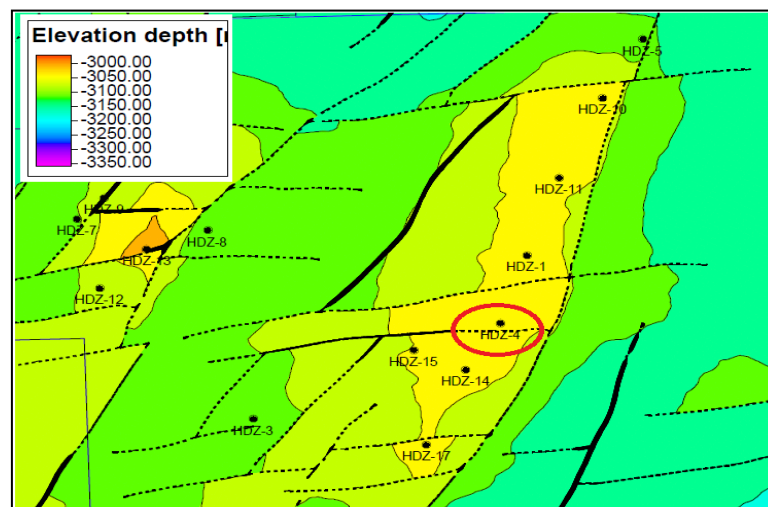 Elevation depth [
-3000.00
-3050.00
-3100.00
-3150.00
-3200.00
-3250.00
-3300.00
-3350.00
HDZ-5
HDZ-20
HDZ-11
HDZ-9
HDZ-7
HDZ-8
HDZ-13
HDZ-1
HDZ-12
HDZ-4
HDZ-15
HDZ-14
HDZ-3
HDZ-17